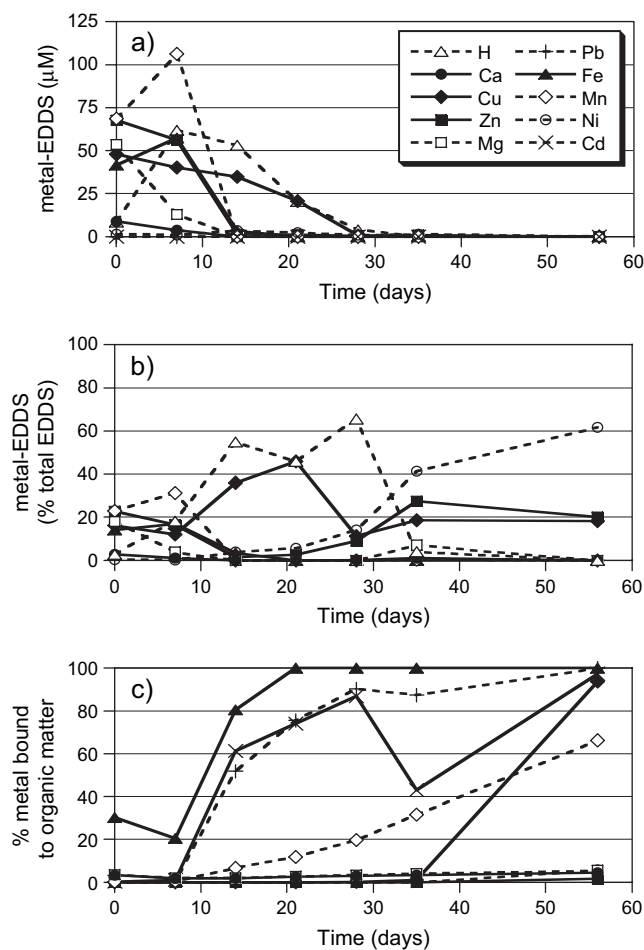 a)
metal-EDDS (μM)
125
100
75
50
25
0
H
Ca
Cu
Zn
Mg
Pb
Fe
Mn
Ni
Cd
0 10 20 30 40 50 60
Time (days)
b)
metal-EDDS
(% total EDDS)
100
80
60
40
20
0
0 10 20 30 40 50 60
Time (days)
c)
% metal bound
to organic matter
100
80
60
40
20
0
0 10 20 30 40 50 60
Time (days)